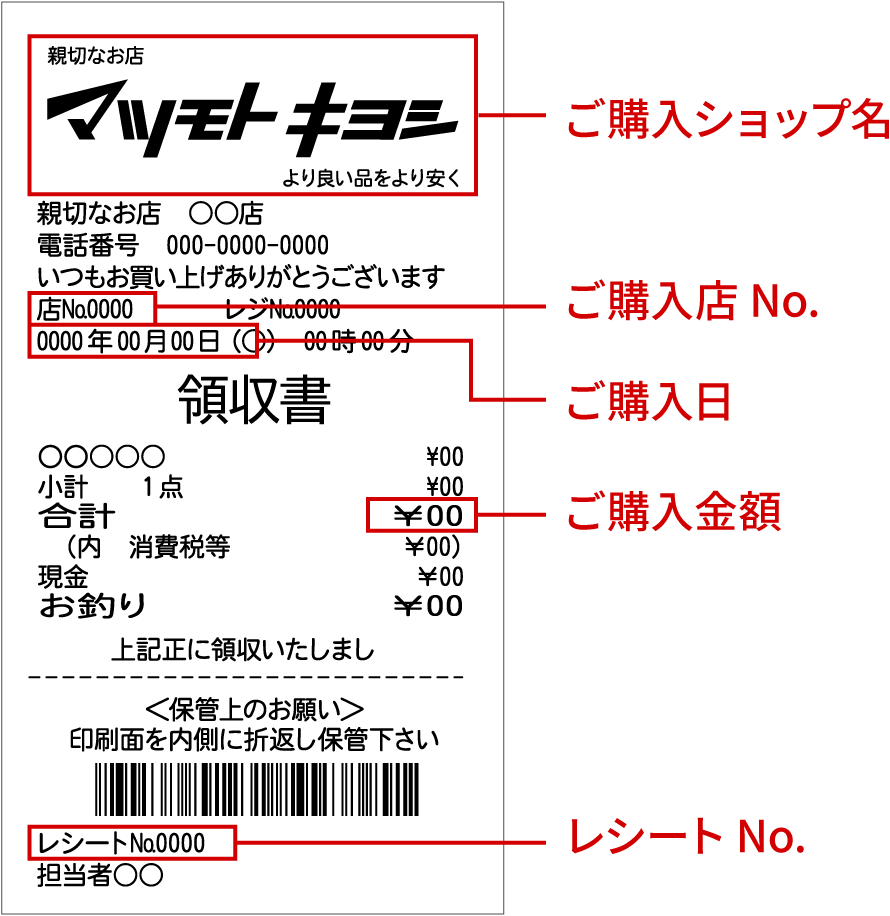 親切なお店
マツモトキヨシ
より良い品をより安く
ご購入ショップ名
親切なお店　○○店
電話番号　000-0000-0000
いつもお買い上げありがとうございます
店№0000　レジ№0000
ご購入店 No.
0000年00月00日（○）　00時00分
ご購入日
領収書
○○○○○　¥00
小計　1点　¥00
合計　¥00
ご購入金額
（内　消費税等　¥00）
現金　¥00
お釣り　¥00
上記正に領収いたしまし
＜保管上のお願い＞
印刷面を内側に折返し保管下さい
レシート№0000
レシート No.
担当者○○